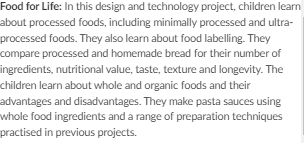 Food for Life: In this design and technology project, children learn
about processed foods, including minimally processed and ultra-
processed foods. They also learn about food labelling. They
compare processed and homemade bread for their number of
ingredients, nutritional value, taste, texture and longevity. The
children learn about whole and organic foods and their
advantages and disadvantages. They make pasta sauces using
whole food ingredients and a range of preparation techniques
practised in previous projects.